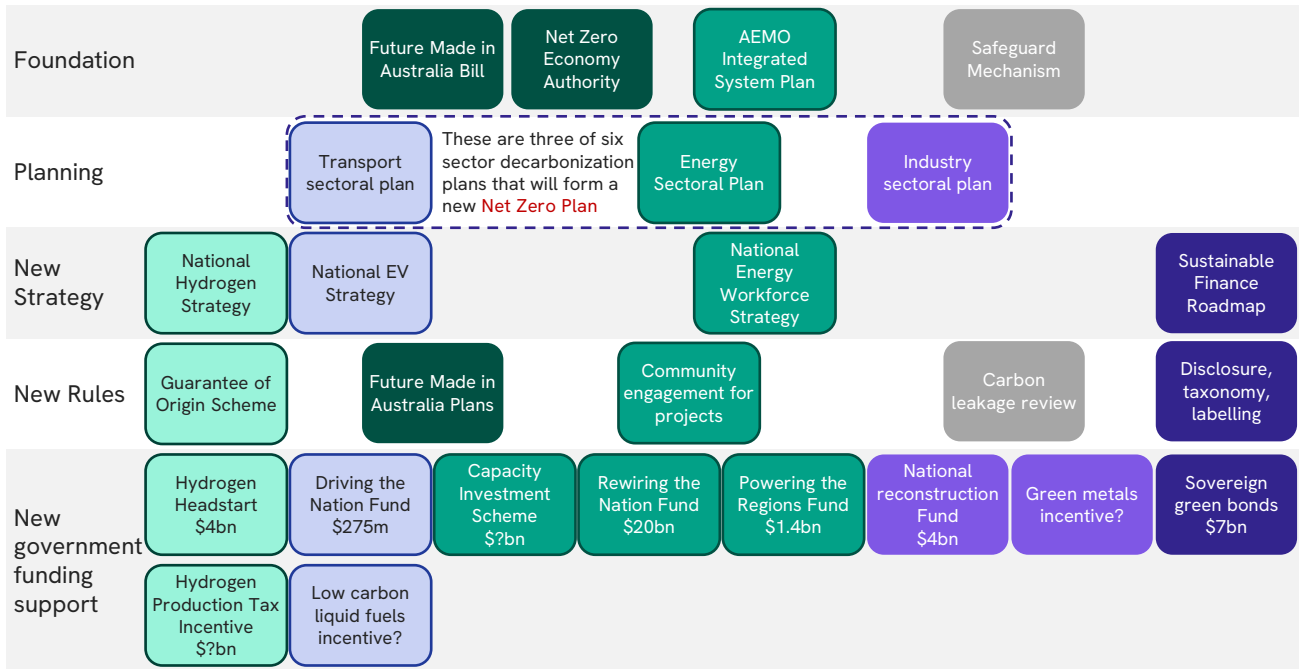 Foundation
Future Made in
Australia Bill
Net Zero
Economy
Authority
AEMO
Integrated
System Plan
Safeguard
Mechanism
Planning
Transport
sectoral plan
These are three of six
sector decarbonization
plans that will form a
new Net Zero Plan
Energy
Sectoral Plan
Industry
sectoral plan
New
Strategy
National
Hydrogen
Strategy
National EV
Strategy
National
Energy
Workforce
Strategy
Sustainable
Finance
Roadmap
New Rules
Guarantee of
Origin Scheme
Future Made in
Australia Plans
Community
engagement for
projects
Carbon
leakage review
Disclosure,
taxonomy,
labelling
New
government
funding
support
Hydrogen
Headstart
$4bn
Driving the
Nation Fund
$275m
Capacity
Investment
Scheme
$?bn
Rewiring the
Nation Fund
$20bn
Powering the
Regions Fund
$1.4bn
National
reconstruction
Fund
$4bn
Green metals
incentive?
Sovereign
green bonds
$7bn
Hydrogen
Production Tax
Incentive
$?bn
Low carbon
liquid fuels
incentive?